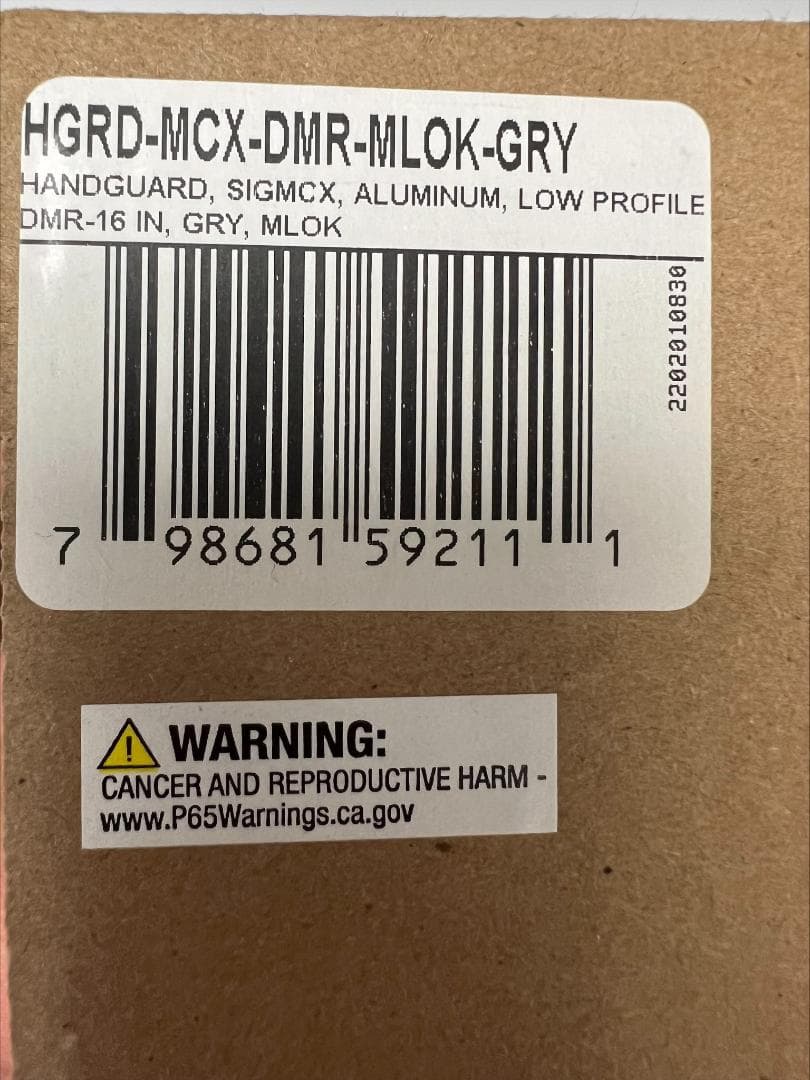 HGRD-MCX-DMR-MLOK-GRY
HANDGUARD, SIGMCX, ALUMINUM, LOW PROFILE
DMR-16 IN, GRY, MLOK
2202010830
7 98681 59211 1
WARNING:
CANCER AND REPRODUCTIVE HARM -
www.P65Warnings.ca.gov